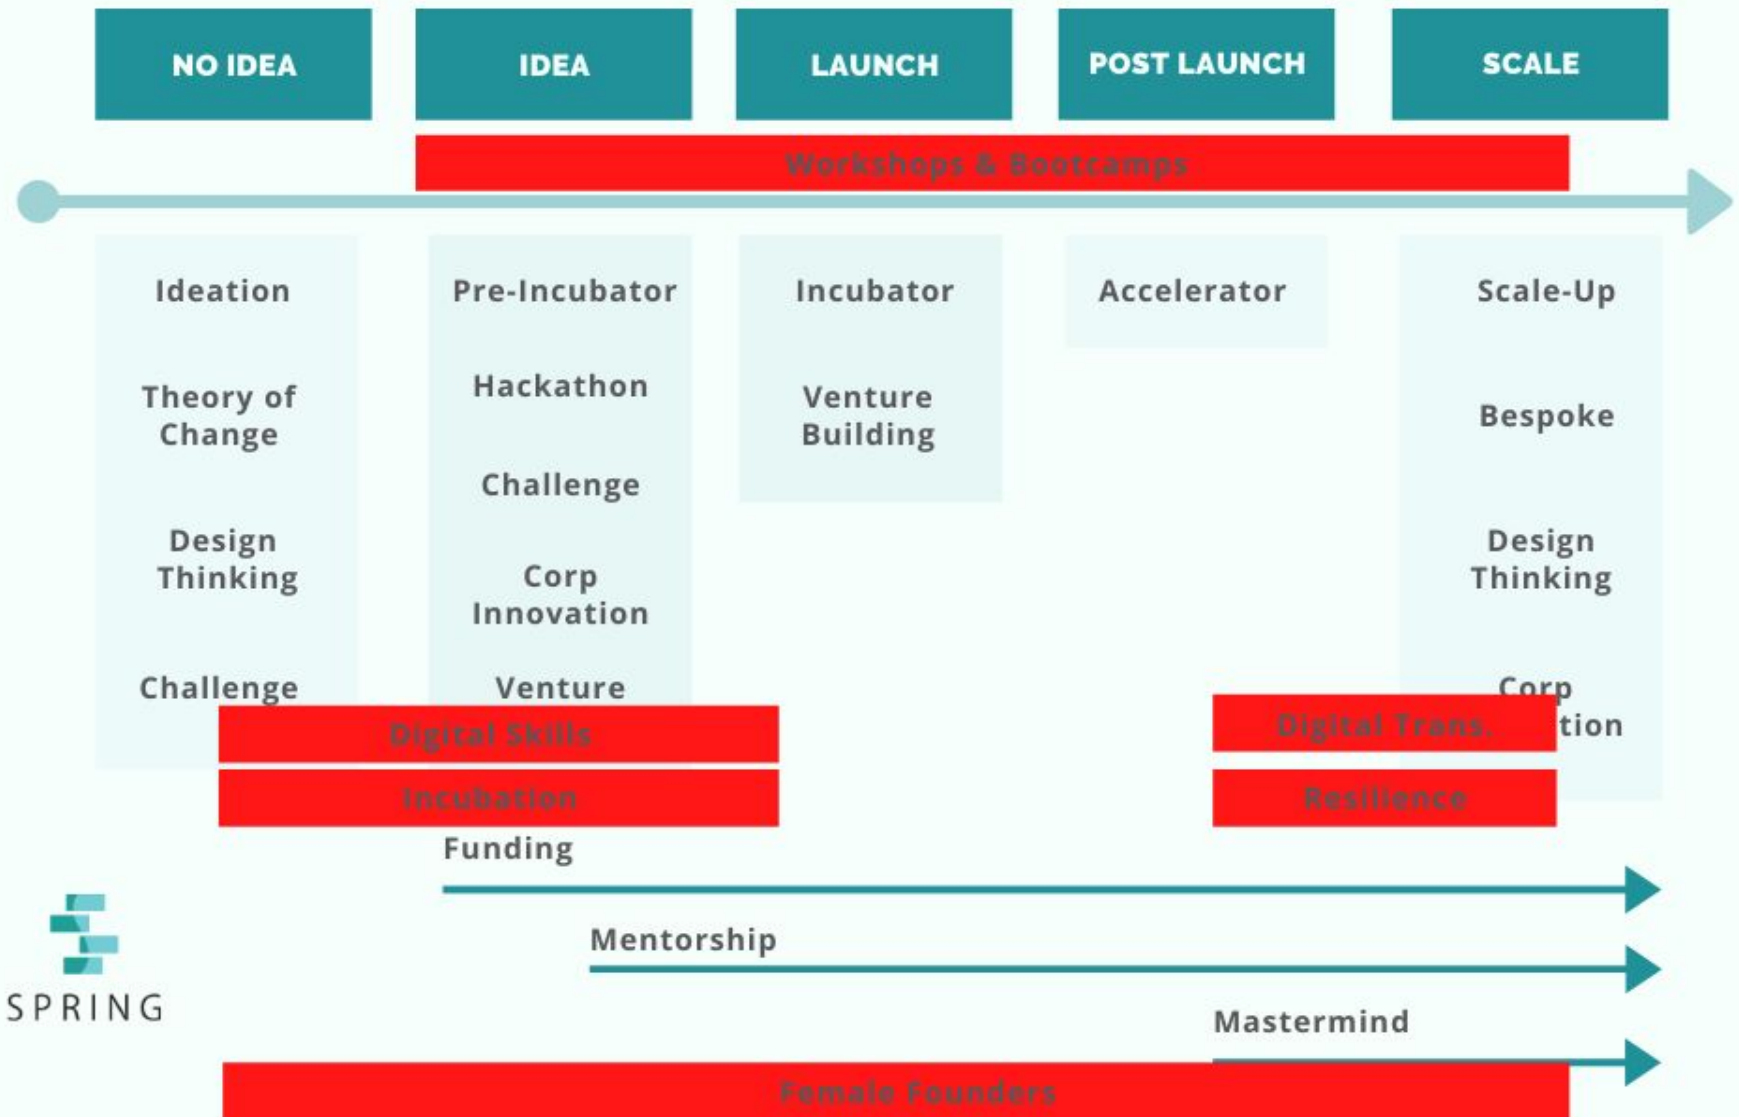 NO IDEA
IDEA
LAUNCH
POST LAUNCH
SCALE
Workshops & Bootcamps
Ideation
Theory of
Change
Design
Thinking
Challenge
Pre-Incubator
Hackathon
Challenge
Corp
Innovation
Venture
Incubator
Venture
Building
Accelerator
Scale-Up
Bespoke
Design
Thinking
Corp
tion
Digital Skills
Incubation
Digital Trans.
Resilience
Funding
Mentorship
Mastermind
Female Founders
SPRING